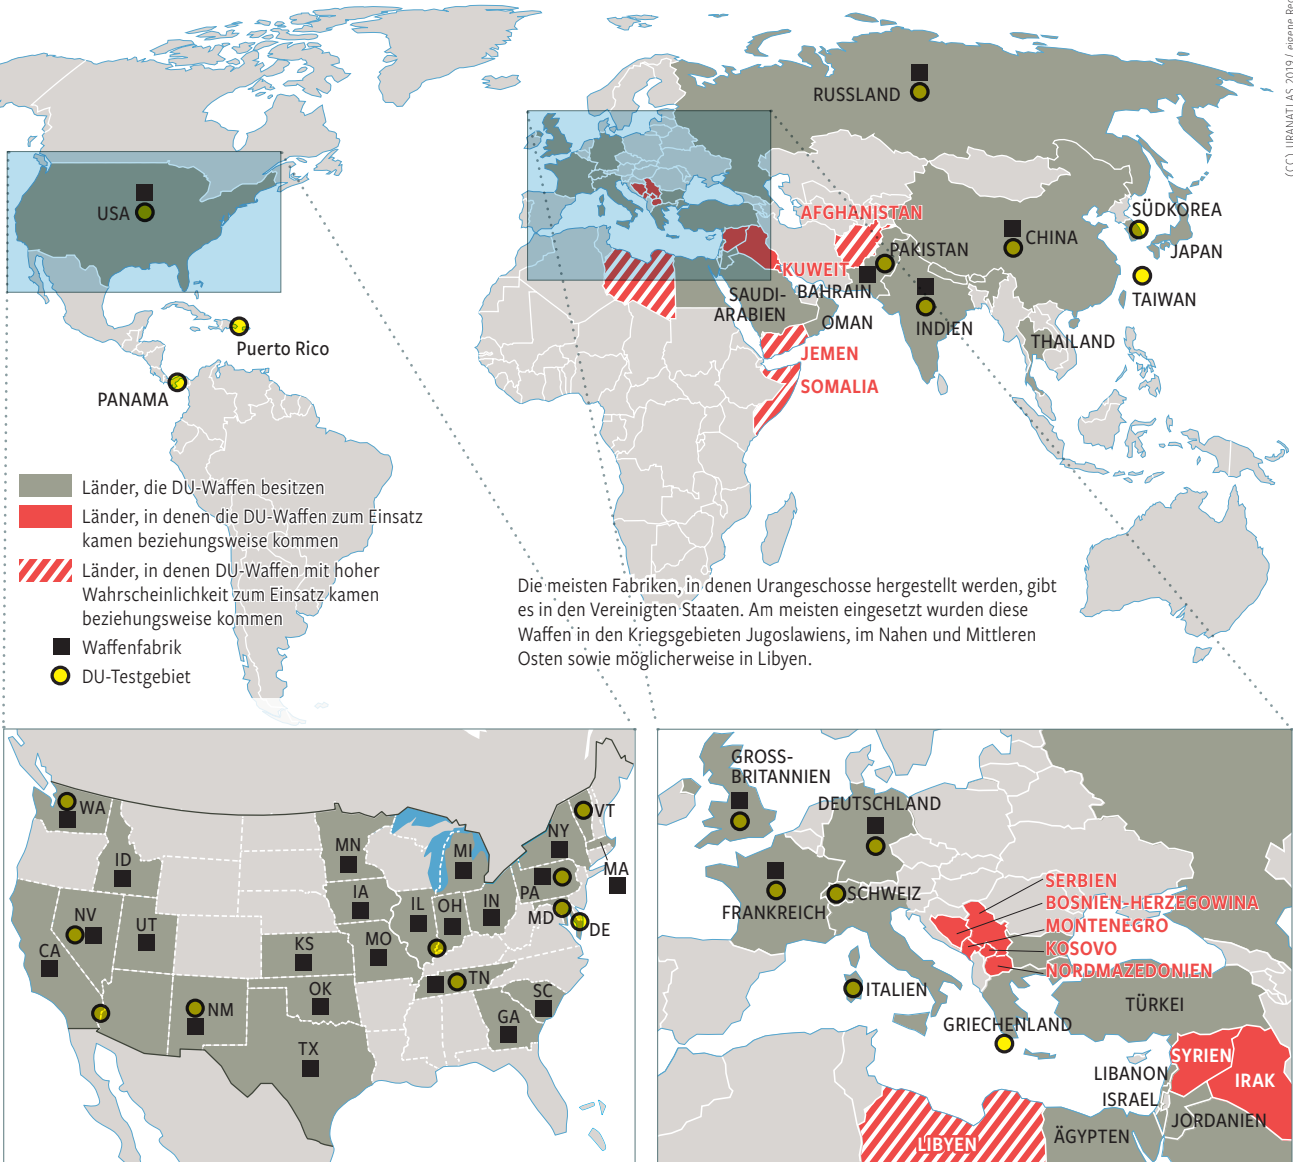 (CC) URANATLAS 2019 / eigene Rec
RUSSLAND
USA
AFGHANISTAN
SÜDKOREA
CHINA
PAKISTAN
JAPAN
KUWEIT
BAHRAIN
SAUDI-
ARABIEN
TAIWAN
OMAN
INDIEN
THAILAND
Puerto Rico
JEMEN
SOMALIA
PANAMA
Länder, die DU-Waffen besitzen
Länder, in denen die DU-Waffen zum Einsatz
kamen beziehungsweise kommen
Länder, in denen DU-Waffen mit hoher
Wahrscheinlichkeit zum Einsatz kamen
beziehungsweise kommen
Waffenfabrik
DU-Testgebiet
Die meisten Fabriken, in denen Urangeschosse hergestellt werden, gibt
es in den Vereinigten Staaten. Am meisten eingesetzt wurden diese
Waffen in den Kriegsgebieten Jugoslawiens, im Nahen und Mittleren
Osten sowie möglicherweise in Libyen.
WA
VT
MN
NY
MI
ID
MA
IA
PA
IL
OH
IN
NV
MD
UT
DE
CA
KS
MO
TN
OK
SC
NM
GA
TX
GROSS-
BRITANNIEN
DEUTSCHLAND
SERBIEN
SCHWEIZ
BOSNIEN-HERZEGOWINA
FRANKREICH
MONTENEGRO
KOSOVO
NORDMAZEDONIEN
ITALIEN
TÜRKEI
GRIECHENLAND
SYRIEN
LIBANON
IRAK
ISRAEL
JORDANIEN
ÄGYPTEN
LIBYEN